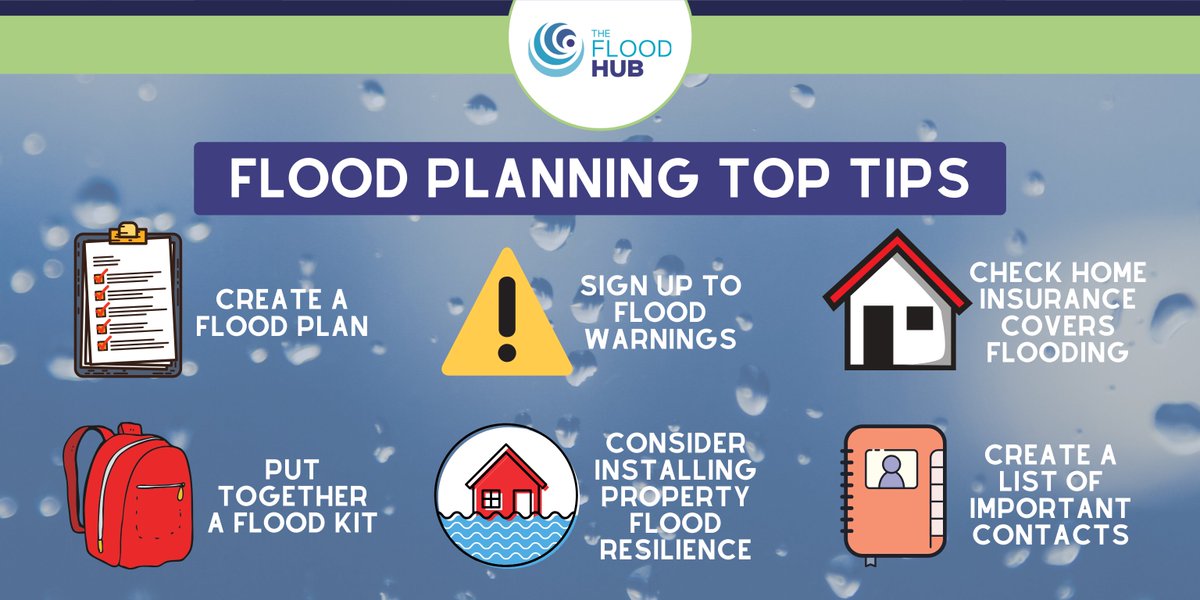 THE
FLOOD
HUB
FLOOD PLANNING TOP TIPS
CREATE A
FLOOD PLAN
SIGN UP TO
FLOOD
WARNINGS
CHECK HOME
INSURANCE
COVERS
FLOODING
PUT
TOGETHER
A FLOOD KIT
CONSIDER
INSTALLING
PROPERTY
FLOOD
RESILIENCE
CREATE A
LIST OF
IMPORTANT
CONTACTS